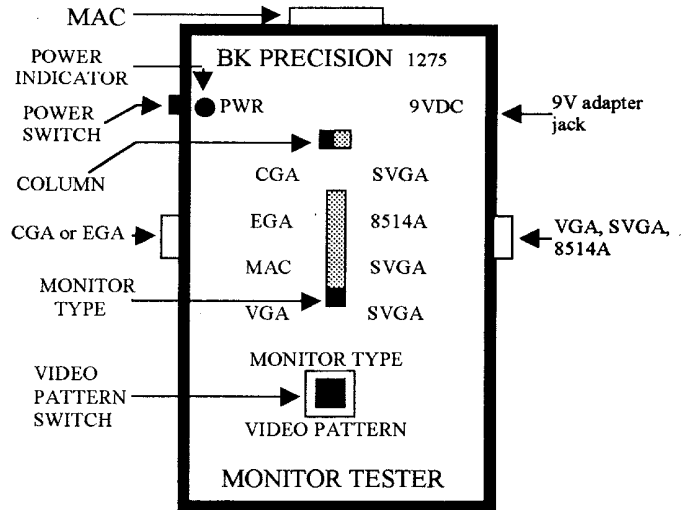 MAC
POWER
INDICATOR
POWER
SWITCH
COLUMN
CGA or EGA
MONITOR
TYPE
VIDEO
PATTERN
SWITCH
BK PRECISION 1275
PWR 9VDC
CGA SVGA
EGA 8514A
MAC SVGA
VGA SVGA
MONITOR TYPE
VIDEO PATTERN
MONITOR TESTER
9V adapter
jack
VGA, SVGA,
8514A